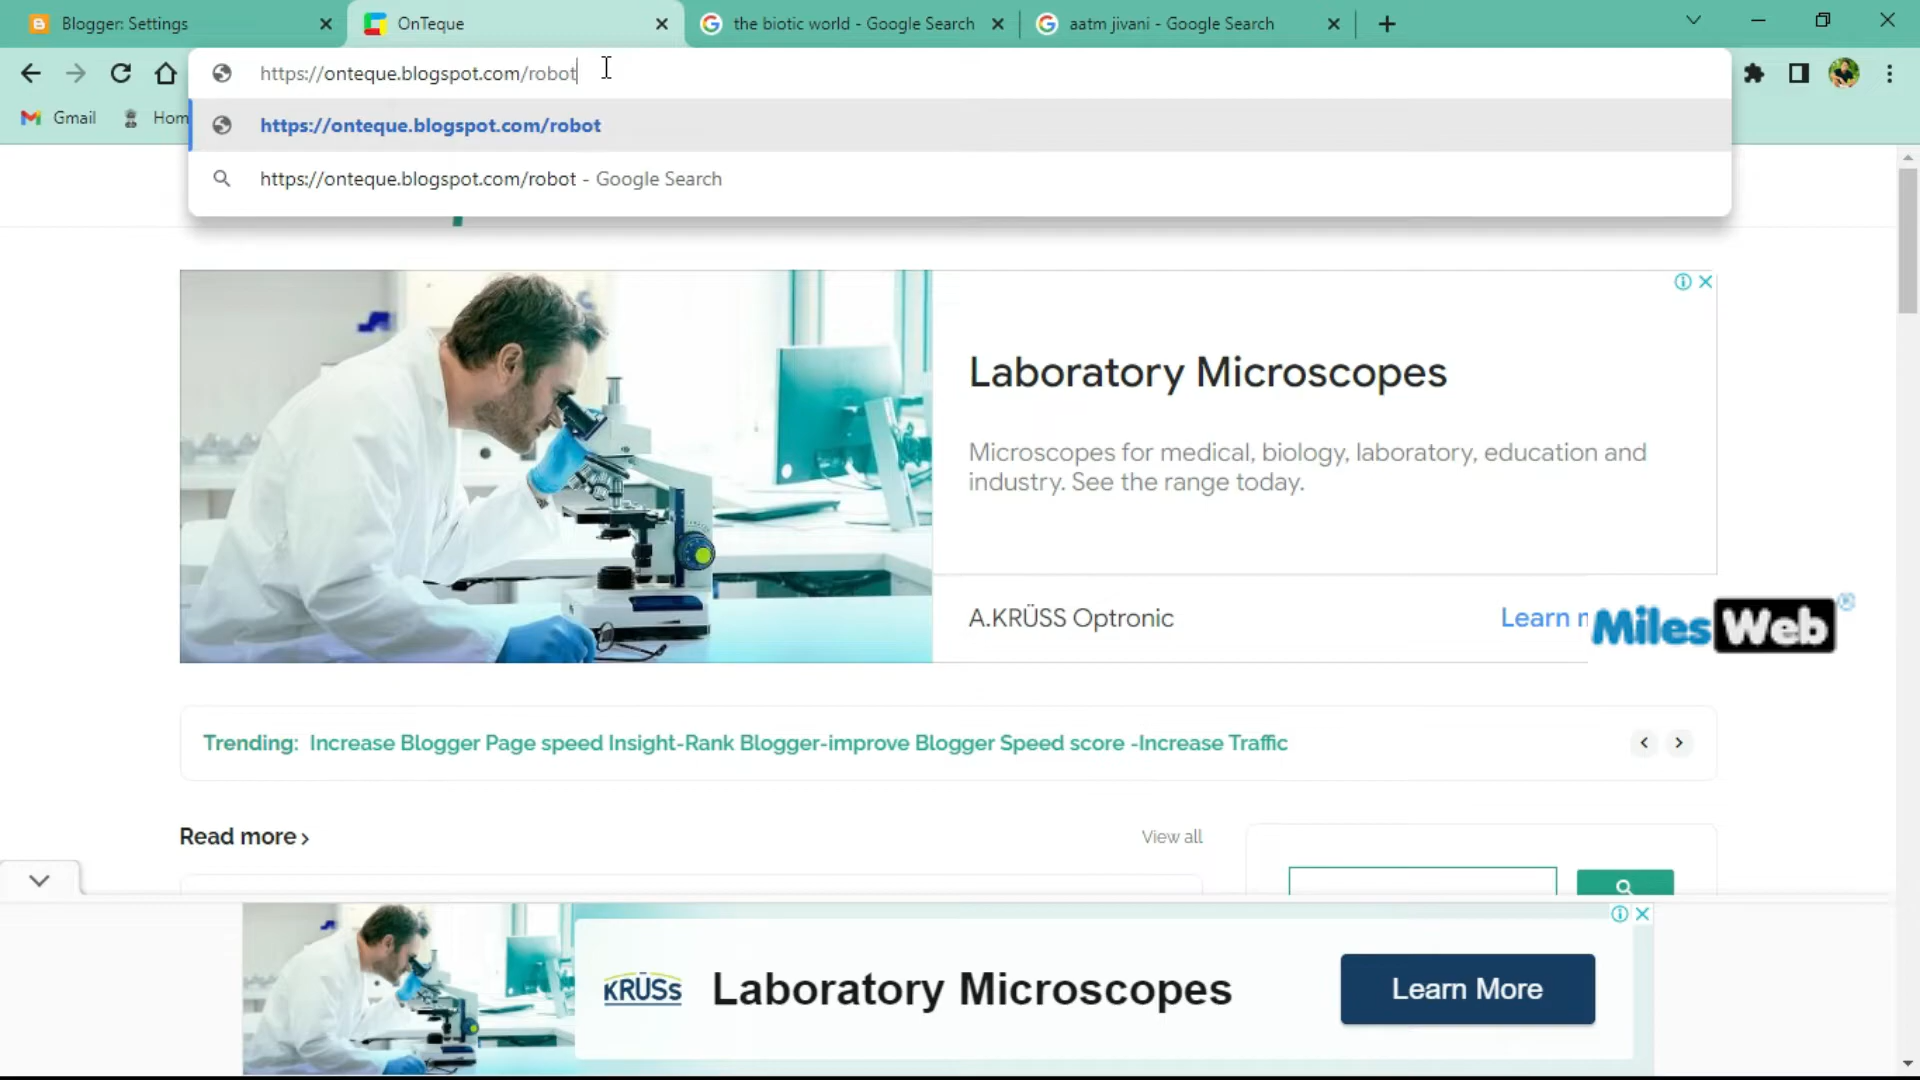 Blogger: Settings
OnTeque
the biotic world - Google Search
aatm jivani - Google Search
https://onteque.blogspot.com/robot
Gmail
Hom
https://onteque.blogspot.com/robot
https://onteque.blogspot.com/robot - Google Search
Laboratory Microscopes
Microscopes for medical, biology, laboratory, education and
industry. See the range today.
A.KRÜSS Optronic
Learn
MilesWeb
Trending: Increase Blogger Page speed Insight-Rank Blogger-improve Blogger Speed score -Increase Traffic
Read more ›
View all
KRÜSS
Laboratory Microscopes
Learn More